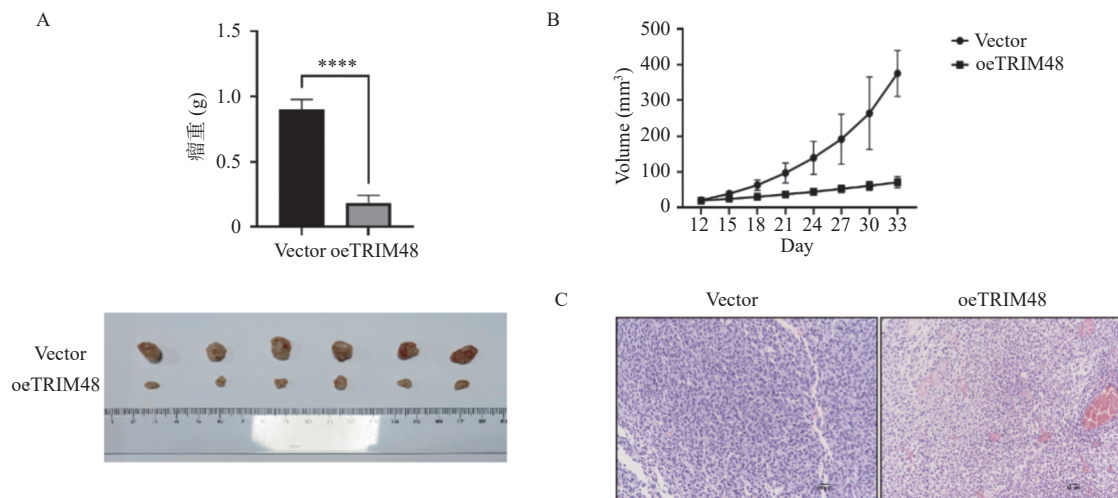 A
1.5
1.0
0.5
0
瘤重 (g)
****
Vector oeTRIM48
B
500
400
300
200
100
0
Volume (mm³)
12 15 18 21 24 27 30 33
Day
Vector
oeTRIM48
Vector
oeTRIM48
C
Vector
oeTRIM48